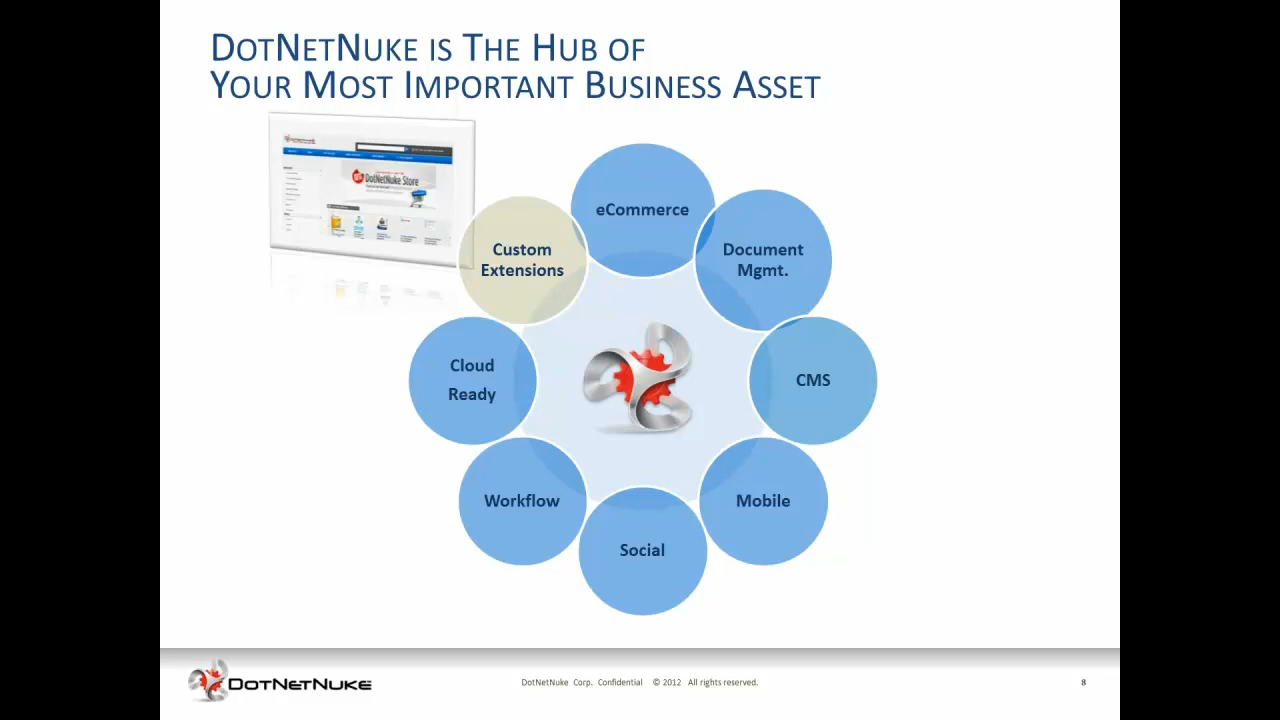 DOTNETNUKE IS THE HUB OF
YOUR MOST IMPORTANT BUSINESS ASSET
DotNetNuke Store
eCommerce
Document
Mgmt.
Custom
Extensions
Cloud
Ready
CMS
Workflow
Mobile
Social
DOTNETNUKE
DotNetNuke Corp. Confidential © 2012 All rights reserved.
8